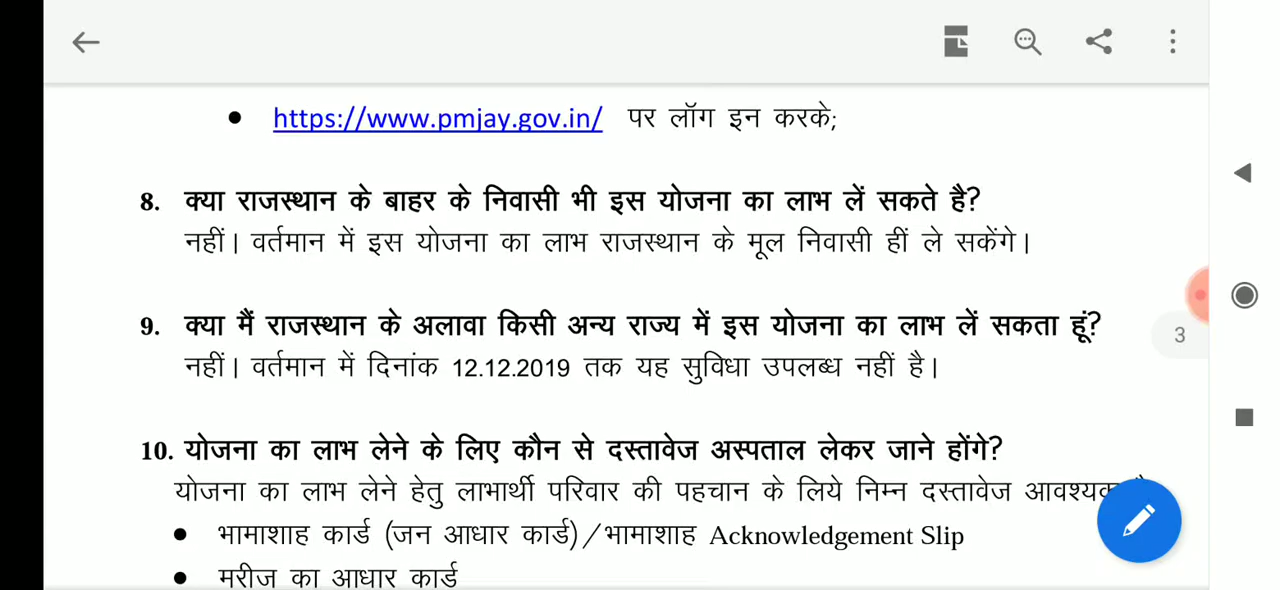 • https://www.pmjay.gov.in/ पर लॉग इन करके;
8. क्या राजस्थान के बाहर के निवासी भी इस योजना का लाभ लें सकते है?
नहीं। वर्तमान में इस योजना का लाभ राजस्थान के मूल निवासी हीं ले सकेंगे।
9. क्या मैं राजस्थान के अलावा किसी अन्य राज्य में इस योजना का लाभ लें सकता हूं?
3
नहीं। वर्तमान में दिनांक 12.12.2019 तक यह सुविधा उपलब्ध नहीं है।
10. योजना का लाभ लेने के लिए कौन से दस्तावेज अस्पताल लेकर जाने होंगे?
योजना का लाभ लेने हेतु लाभार्थी परिवार की पहचान के लिये निम्न दस्तावेज आवश्यक
• भामाशाह कार्ड (जन आधार कार्ड)/भामाशाह Acknowledgement Slip
• मरीज का आधार कार्ड